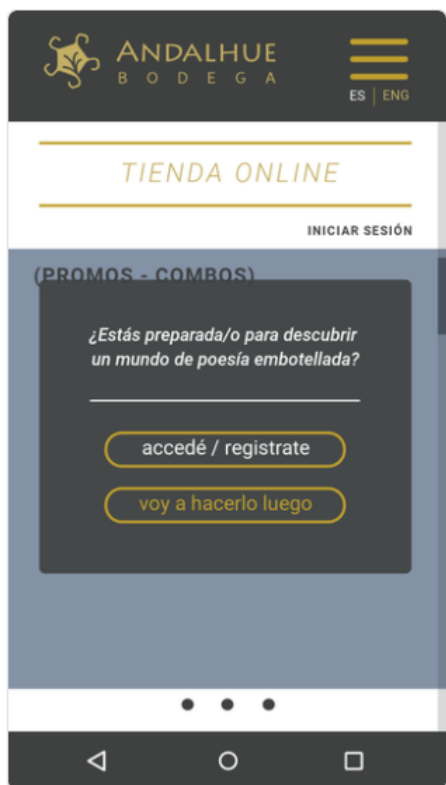 ANDALHUE
BODEGA
ES | ENG
TIENDA ONLINE
INICIAR SESIÓN
(PROMOS - COMBOS)
¿Estás preparada/o para descubrir
un mundo de poesía embotellada?
accedé / registrate
voy a hacerlo luego